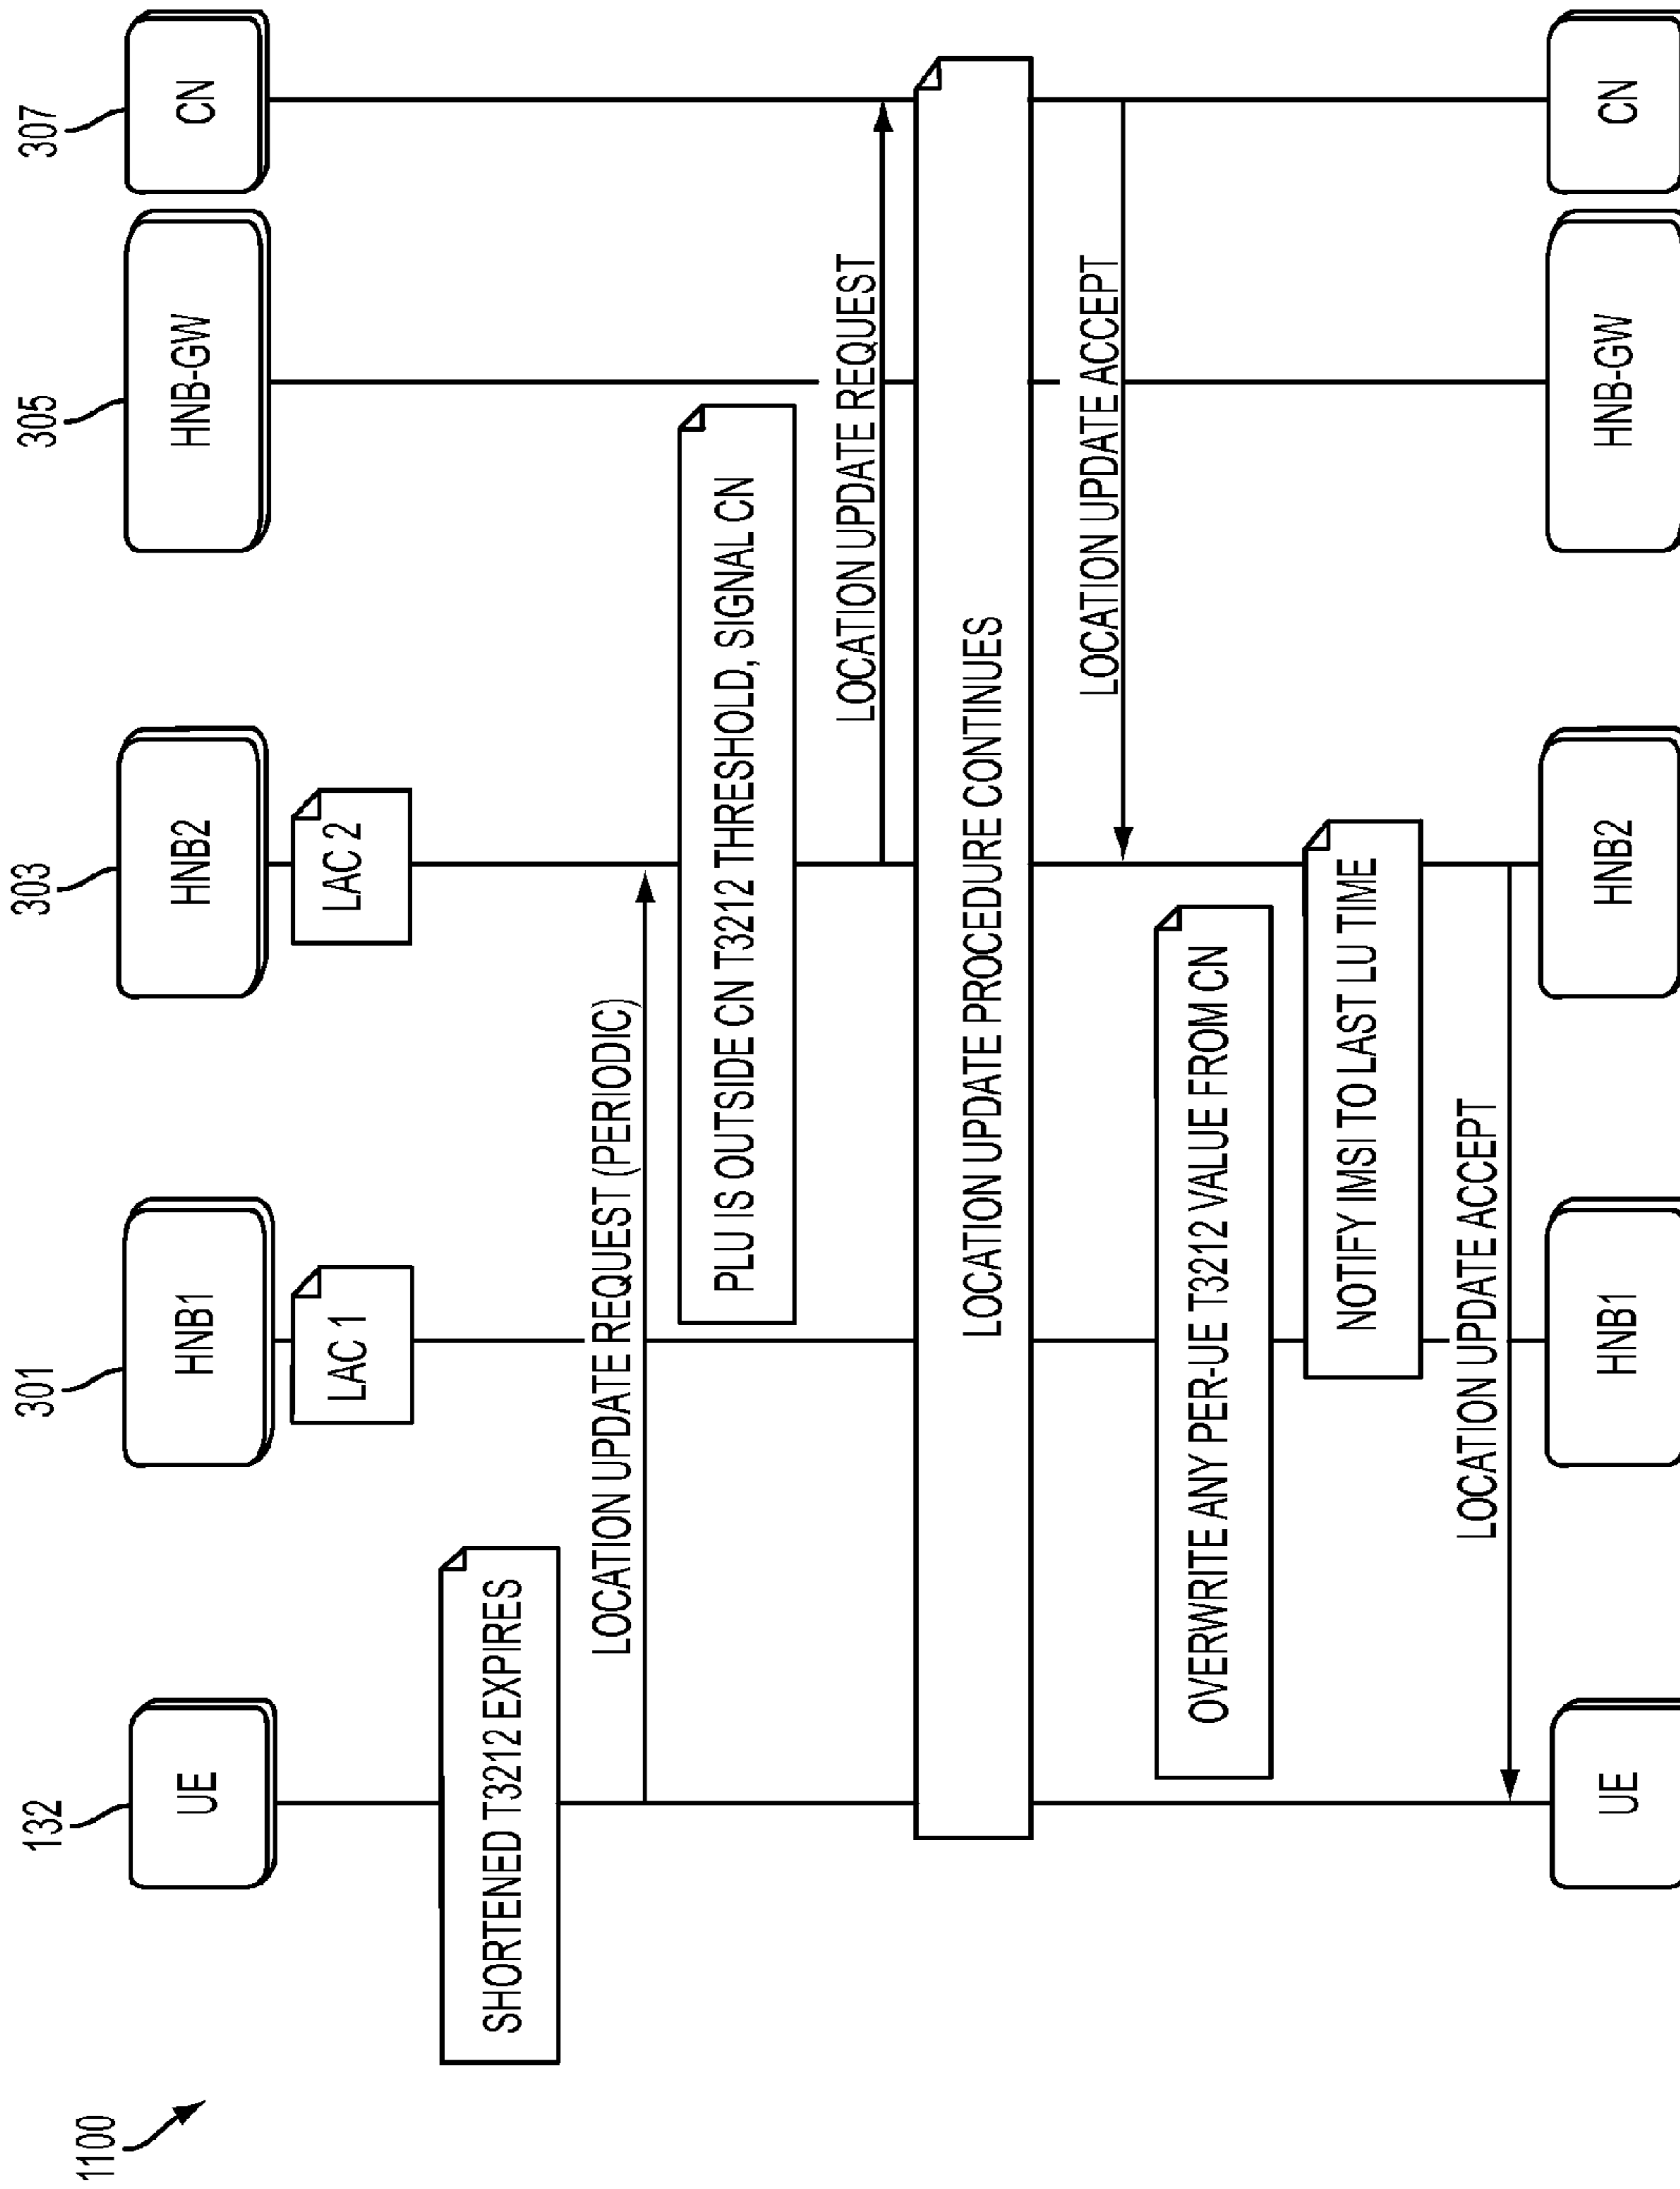 1100
132
301
303
305
307
UE
HNB1
HNB2
HNB-GW
CN
LAC 1
LAC 2
SHORTENED T3212 EXPIRES
LOCATION UPDATE REQUEST (PERIODIC)
PLU IS OUTSIDE CN T3212 THRESHOLD, SIGNAL CN
LOCATION UPDATE REQUEST
LOCATION UPDATE PROCEDURE CONTINUES
LOCATION UPDATE ACCEPT
OVERWRITE ANY PER-UE T3212 VALUE FROM CN
NOTIFY IMSI TO LAST LU TIME
LOCATION UPDATE ACCEPT
UE
HNB1
HNB2
HNB-GW
CN